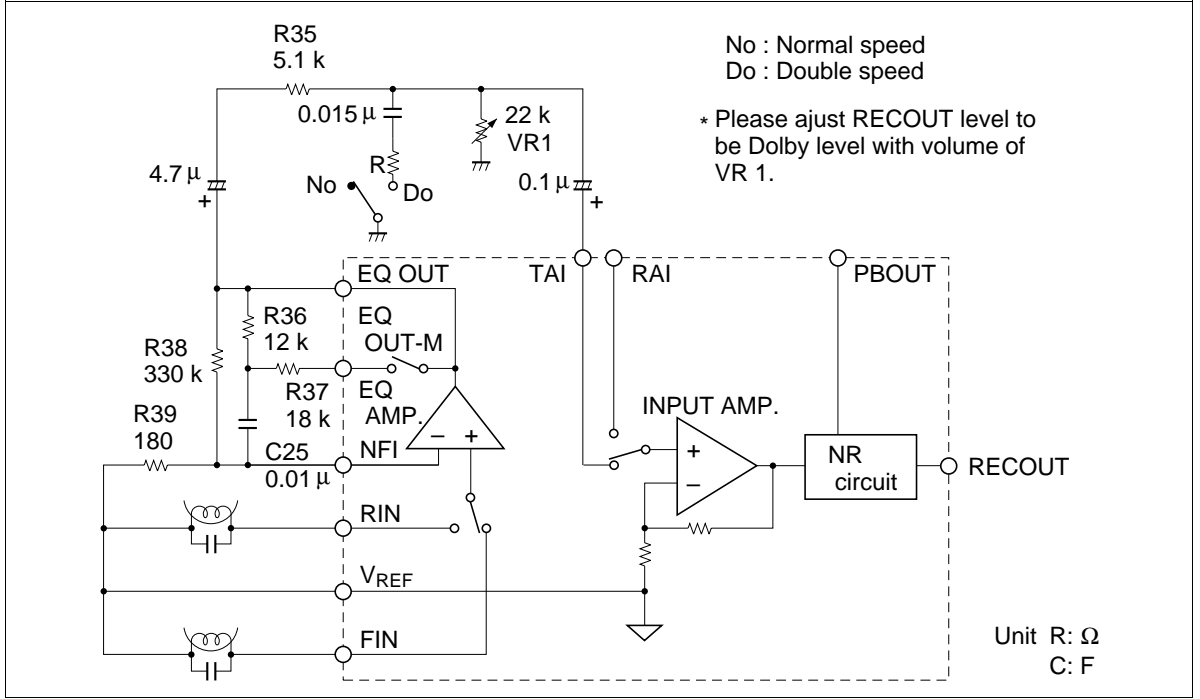 R35
5.1 k
No : Normal speed
Do : Double speed
0.015 μ
22 k
VR1
* Please ajust RECOUT level to
be Dolby level with volume of
VR 1.
4.7 μ
+
R
No
Do
0.1 μ
+
EQ OUT
TAI
RAI
PBOUT
R36
12 k
EQ
OUT-M
R38
330 k
R37
18 k
EQ
AMP.
INPUT AMP.
R39
180
C25
0.01 μ
NFI
− +
+
−
NR
circuit
RECOUT
RIN
VREF
FIN
Unit R: Ω
C: F